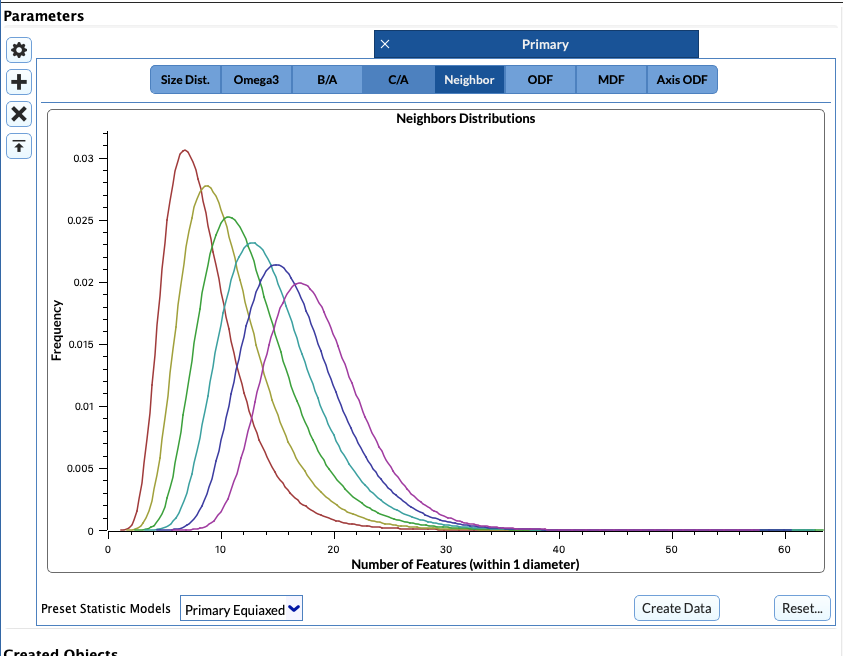 Parameters
Primary
Size Dist. Omega3 B/A C/A Neighbor ODF MDF Axis ODF
Neighbors Distributions
Frequency
0.03
0.025
0.02
0.015
0.01
0.005
0
0 10 20 30 40 50 60
Number of Features (within 1 diameter)
Preset Statistic Models Primary Equiaxed Create Data Reset...
Created Objects